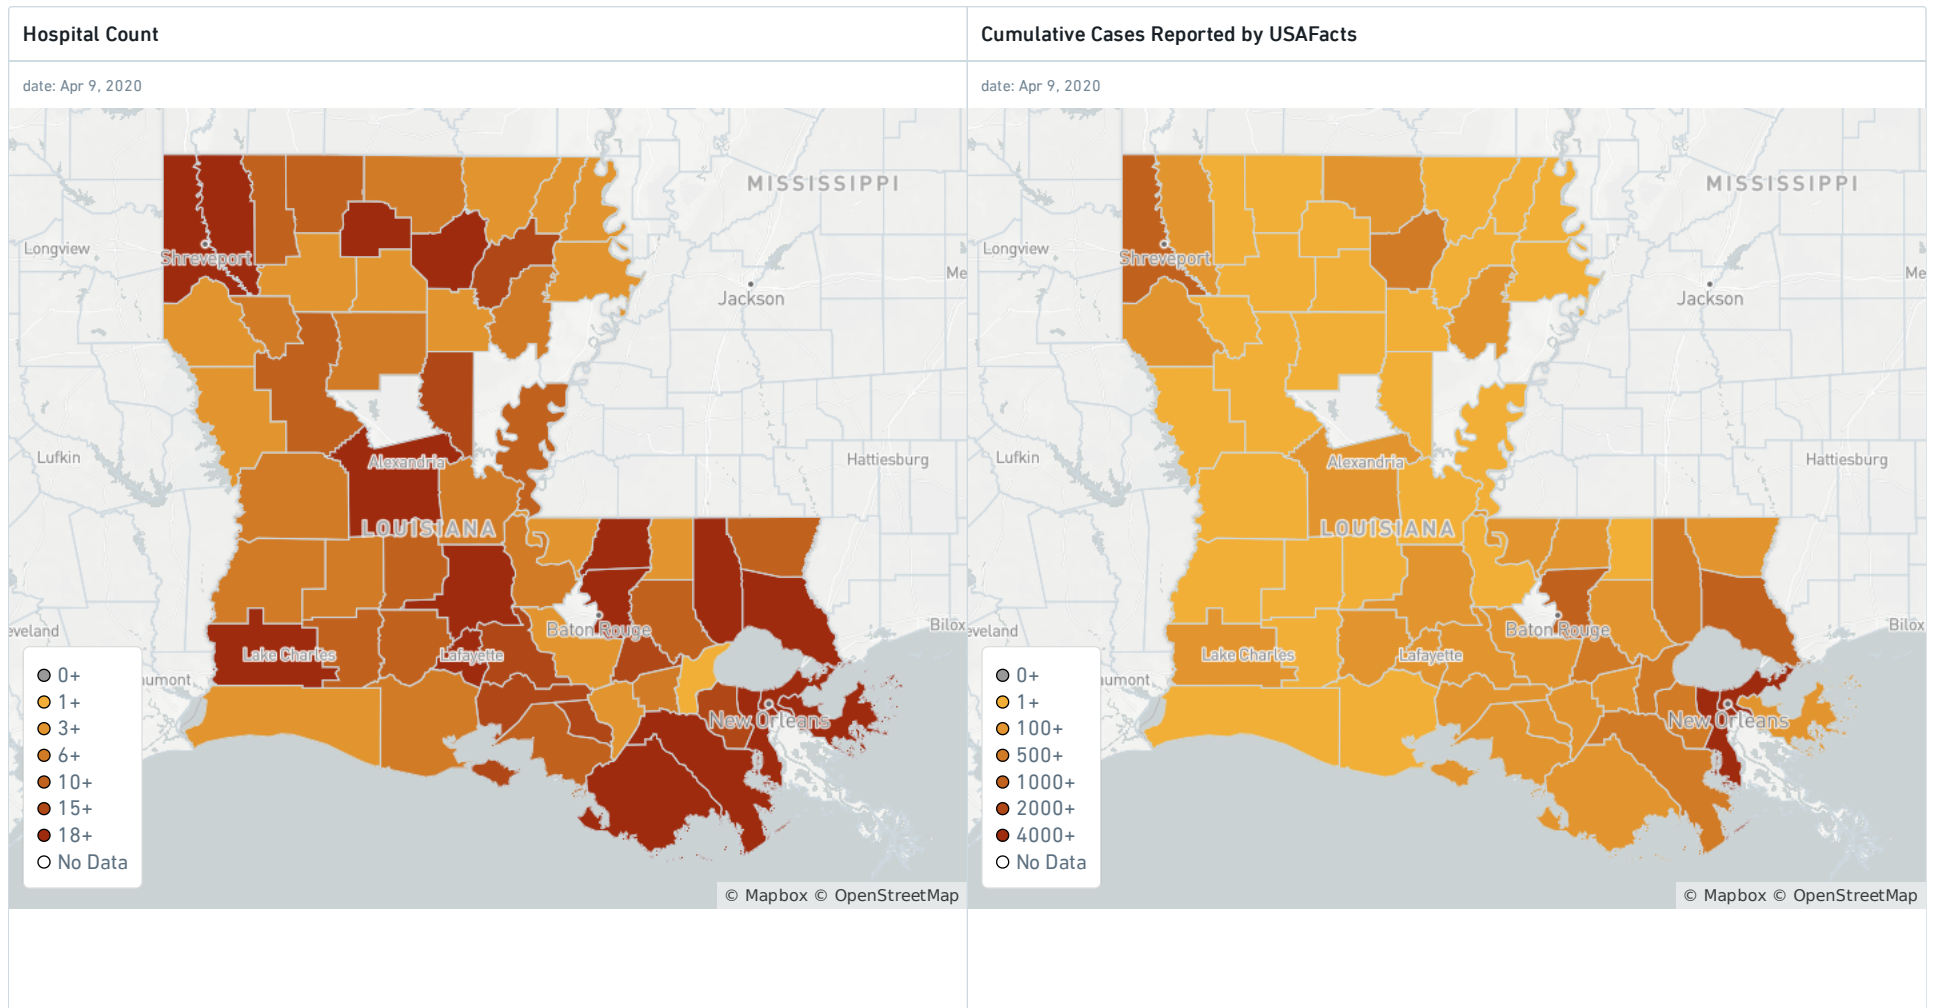 Hospital Count
date: Apr 9, 2020
MISSISSIPPI
Longview
Shreveport
Me
Jackson
Lufkin
Alexandria
Hattiesburg
LOUISIANA
eveland
Baton Rouge
Bilox
Lake Charles
Lafayette
aumont
New Orleans
0+
1+
3+
6+
10+
15+
18+
No Data
© Mapbox © OpenStreetMap
Cumulative Cases Reported by USAFacts
date: Apr 9, 2020
MISSISSIPPI
Longview
Shreveport
Me
Jackson
Lufkin
Alexandria
Hattiesburg
LOUISIANA
eveland
Baton Rouge
Bilox
Lake Charles
Lafayette
aumont
New Orleans
0+
1+
100+
500+
1000+
2000+
4000+
No Data
© Mapbox © OpenStreetMap